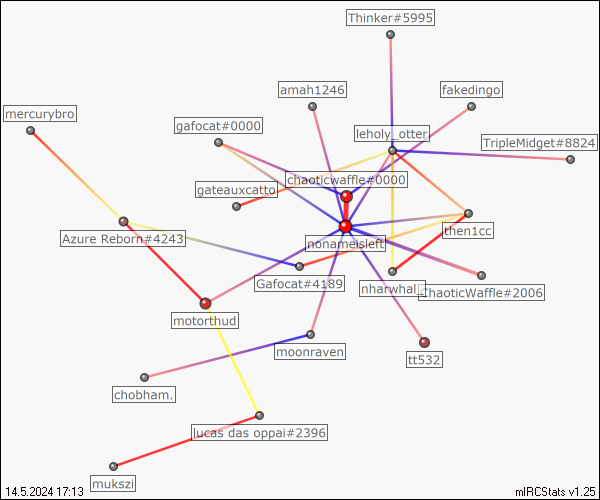 Thinker#5995
amah1246
fakedingo
mercurybro
gafocat#0000
leholy_otter
TripleMidget#8824
chaoticwaffle#0000
gateauxcatto
then1cc
Azure Reborn#4243
nonameisleft
Gafocat#4189
nharwhal_
ChaoticWaffle#2006
motorthud
moonraven
tt532
chobham.
lucas das oppai#2396
mukszi
14.5.2024 17:13
mIRCStats v1.25